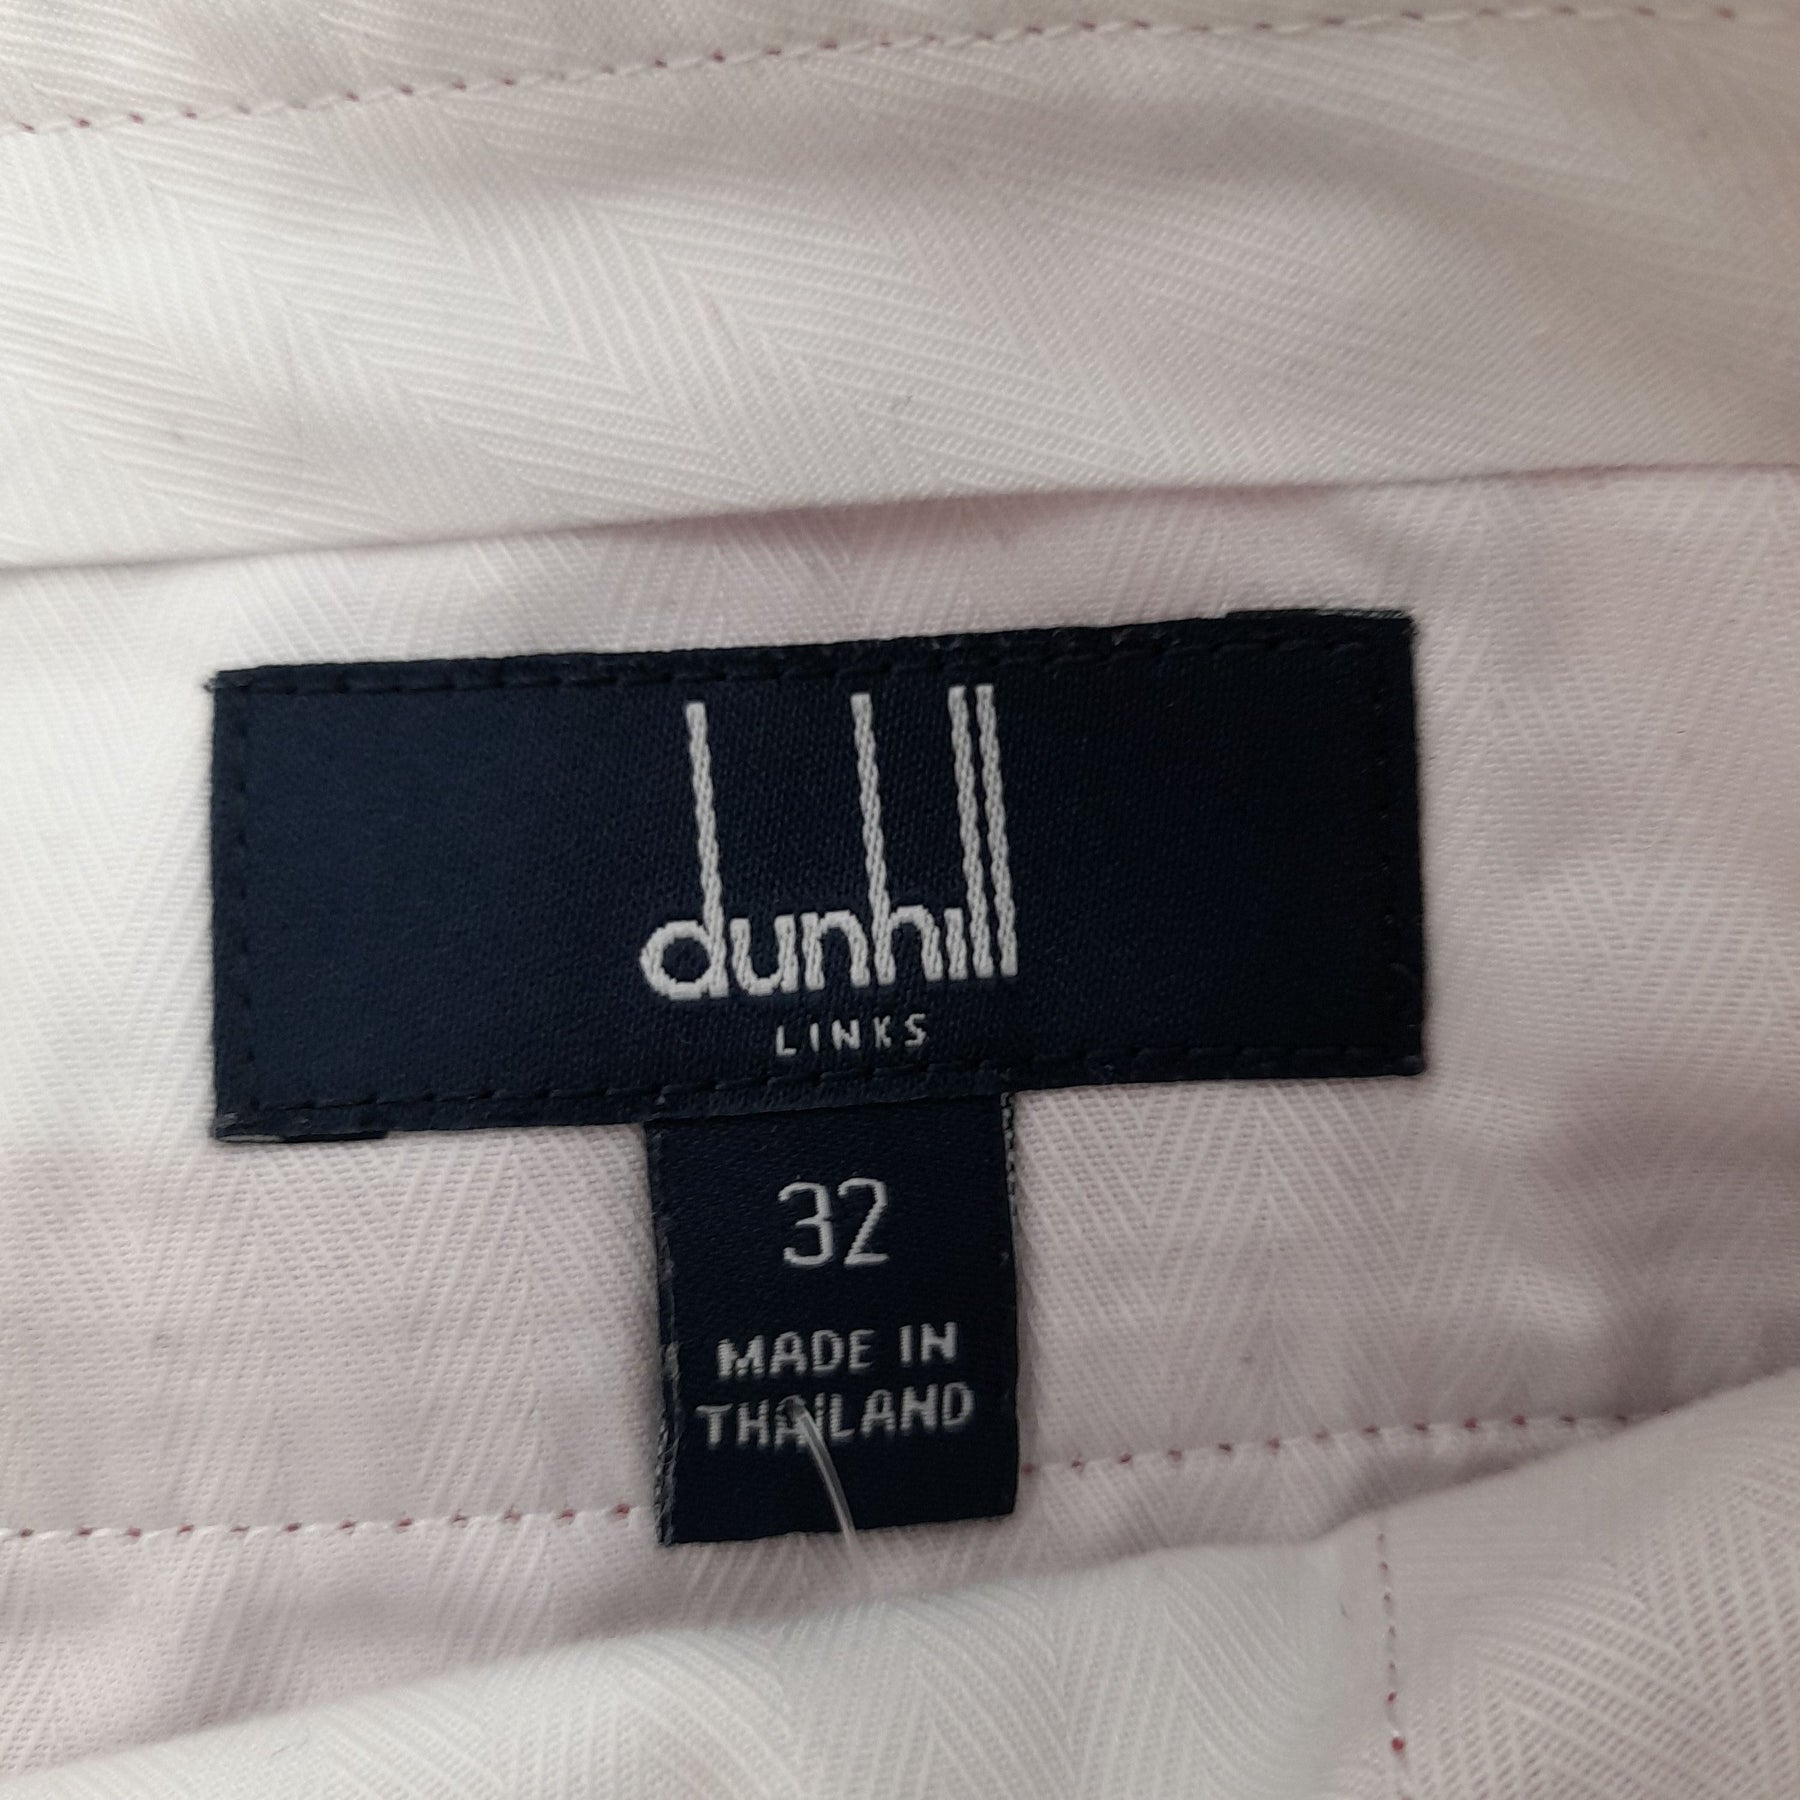 dunhill
LINKS
32
MADE IN
THAILAND